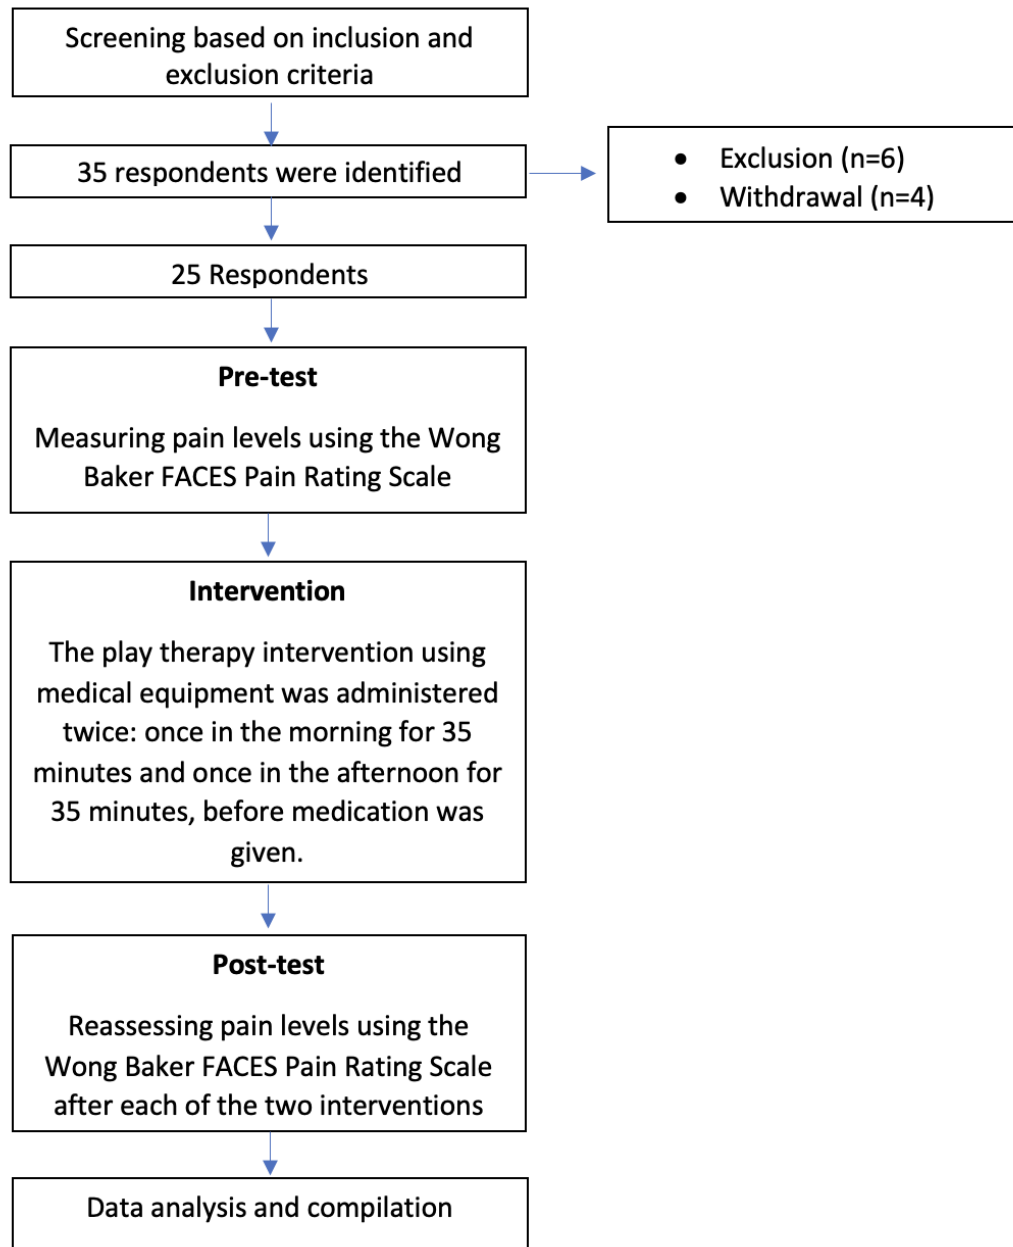 Screening based on inclusion and
exclusion criteria
35 respondents were identified
• Exclusion (n=6)
• Withdrawal (n=4)
25 Respondents
Pre-test
Measuring pain levels using the Wong
Baker FACES Pain Rating Scale
Intervention
The play therapy intervention using
medical equipment was administered
twice: once in the morning for 35
minutes and once in the afternoon for
35 minutes, before medication was
given.
Post-test
Reassessing pain levels using the
Wong Baker FACES Pain Rating Scale
after each of the two interventions
Data analysis and compilation